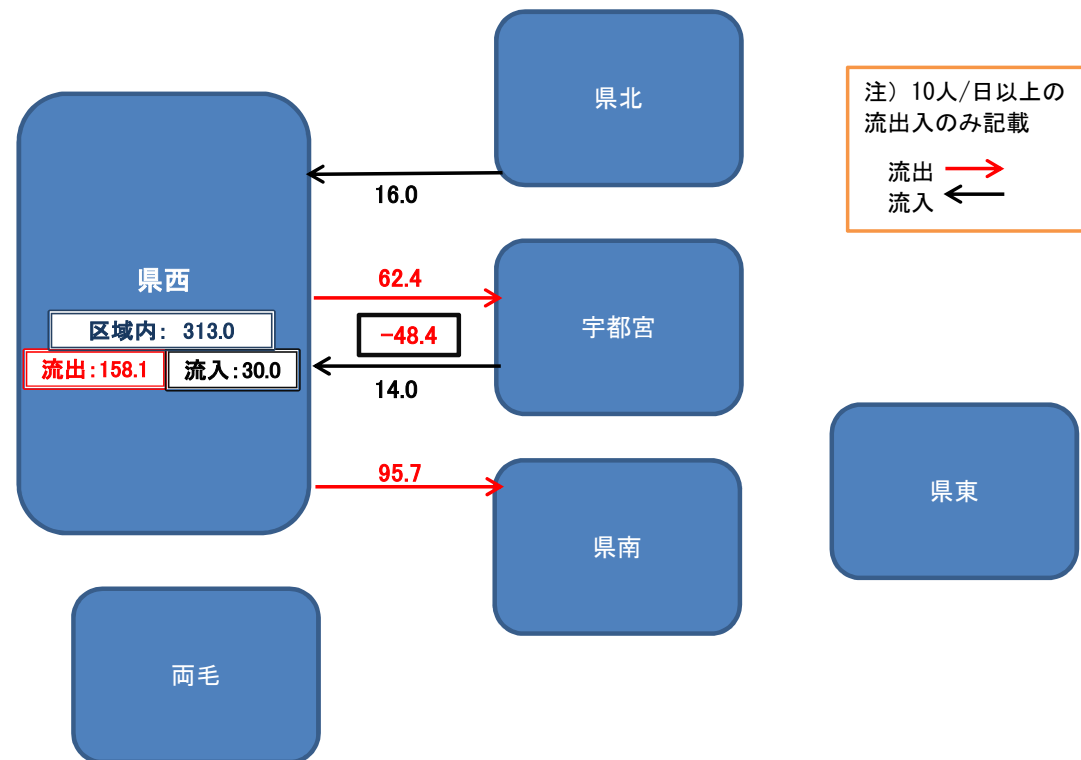 県北
注）10人/日以上の
流出入のみ記載
流出
流入
16.0
県西
区域内： 313.0
流出：158.1
流入：30.0
62.4
-48.4
14.0
宇都宮
95.7
県南
県東
両毛